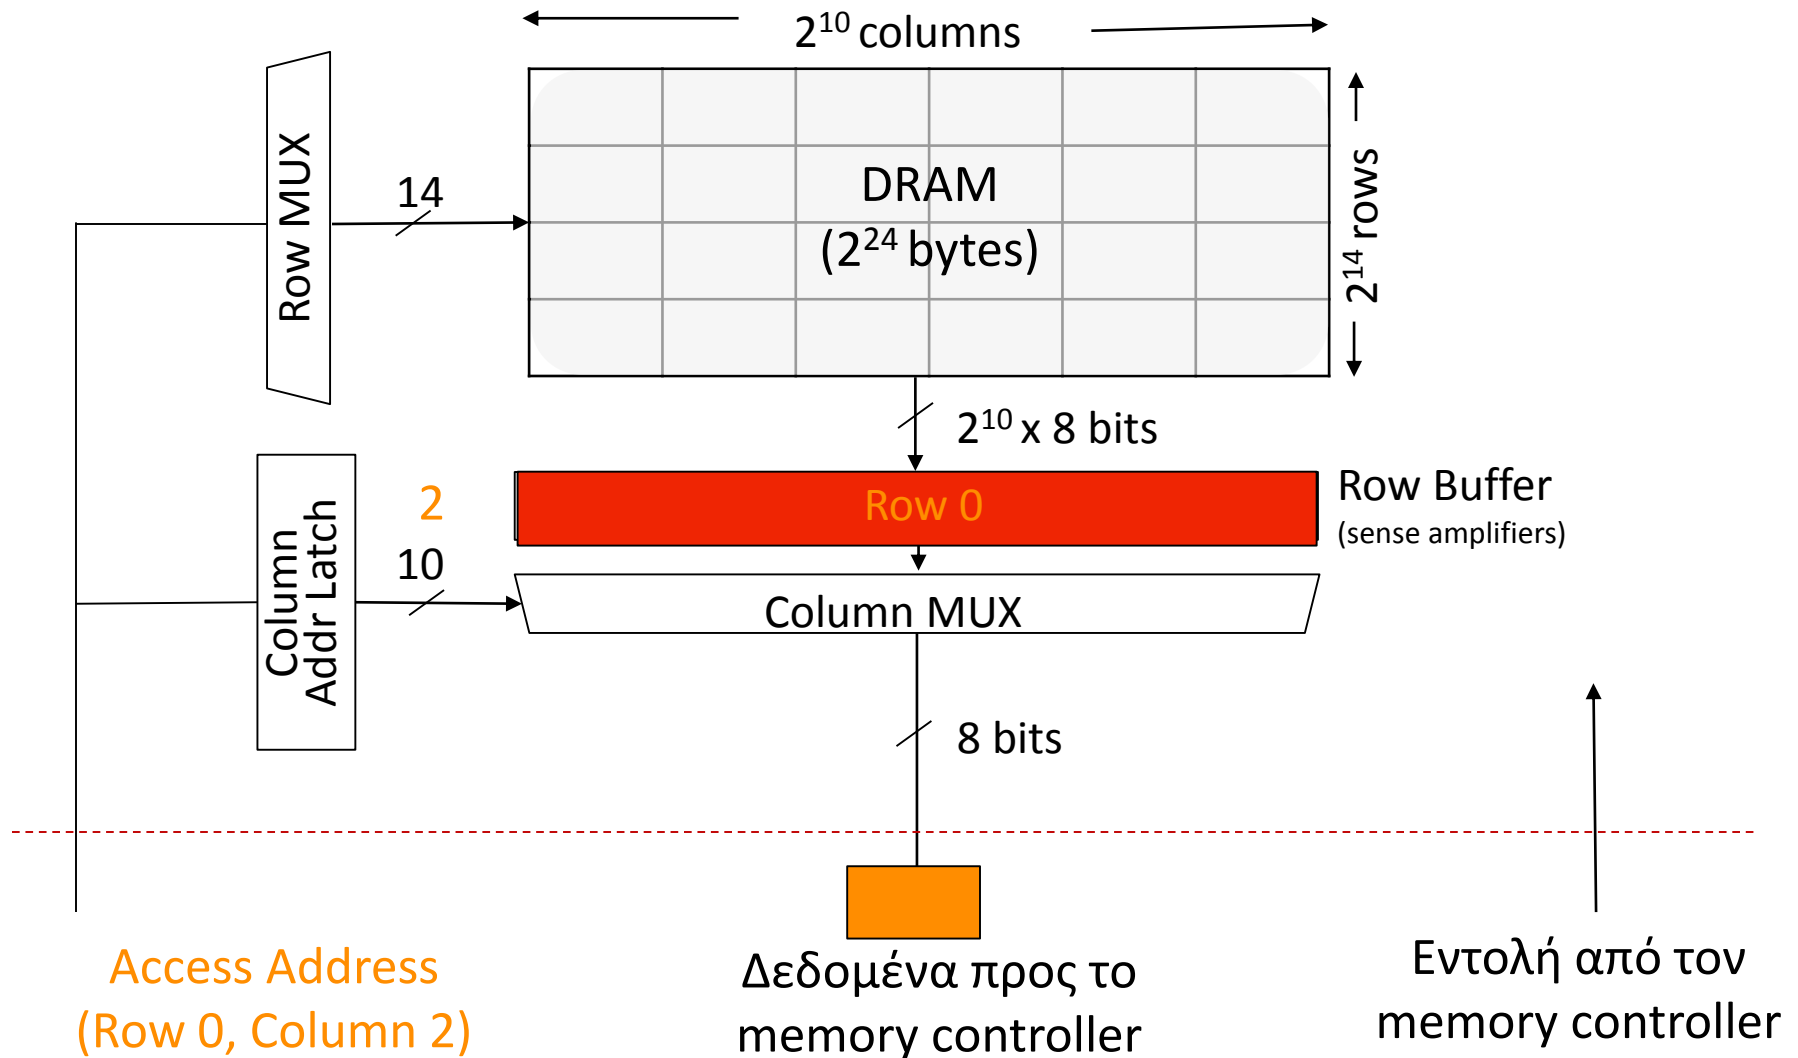 2¹⁰ columns
Row MUX
14
DRAM
(2²⁴ bytes)
2¹⁴ rows
2¹⁰ x 8 bits
Column
Addr Latch
2
10
Row 0
Row Buffer
(sense amplifiers)
Column MUX
8 bits
Access Address
(Row 0, Column 2)
Δεδομένα προς το
memory controller
Εντολή από τον
memory controller